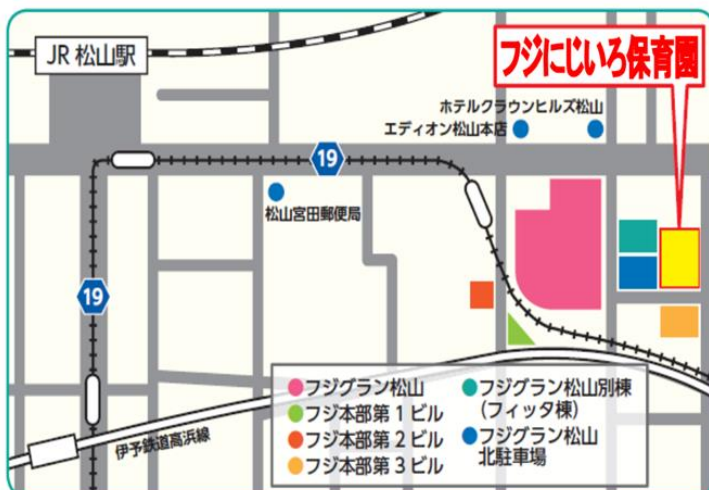 JR 松山駅
フジにじいろ保育園
ホテルクラウンヒルズ松山
エディオン松山本店
19
松山宮田郵便局
19
伊予鉄道高浜線
フジグラン松山
フジ本部第1ビル
フジ本部第2ビル
フジ本部第3ビル
フジグラン松山別棟
(フィッタ棟)
フジグラン松山
北駐車場